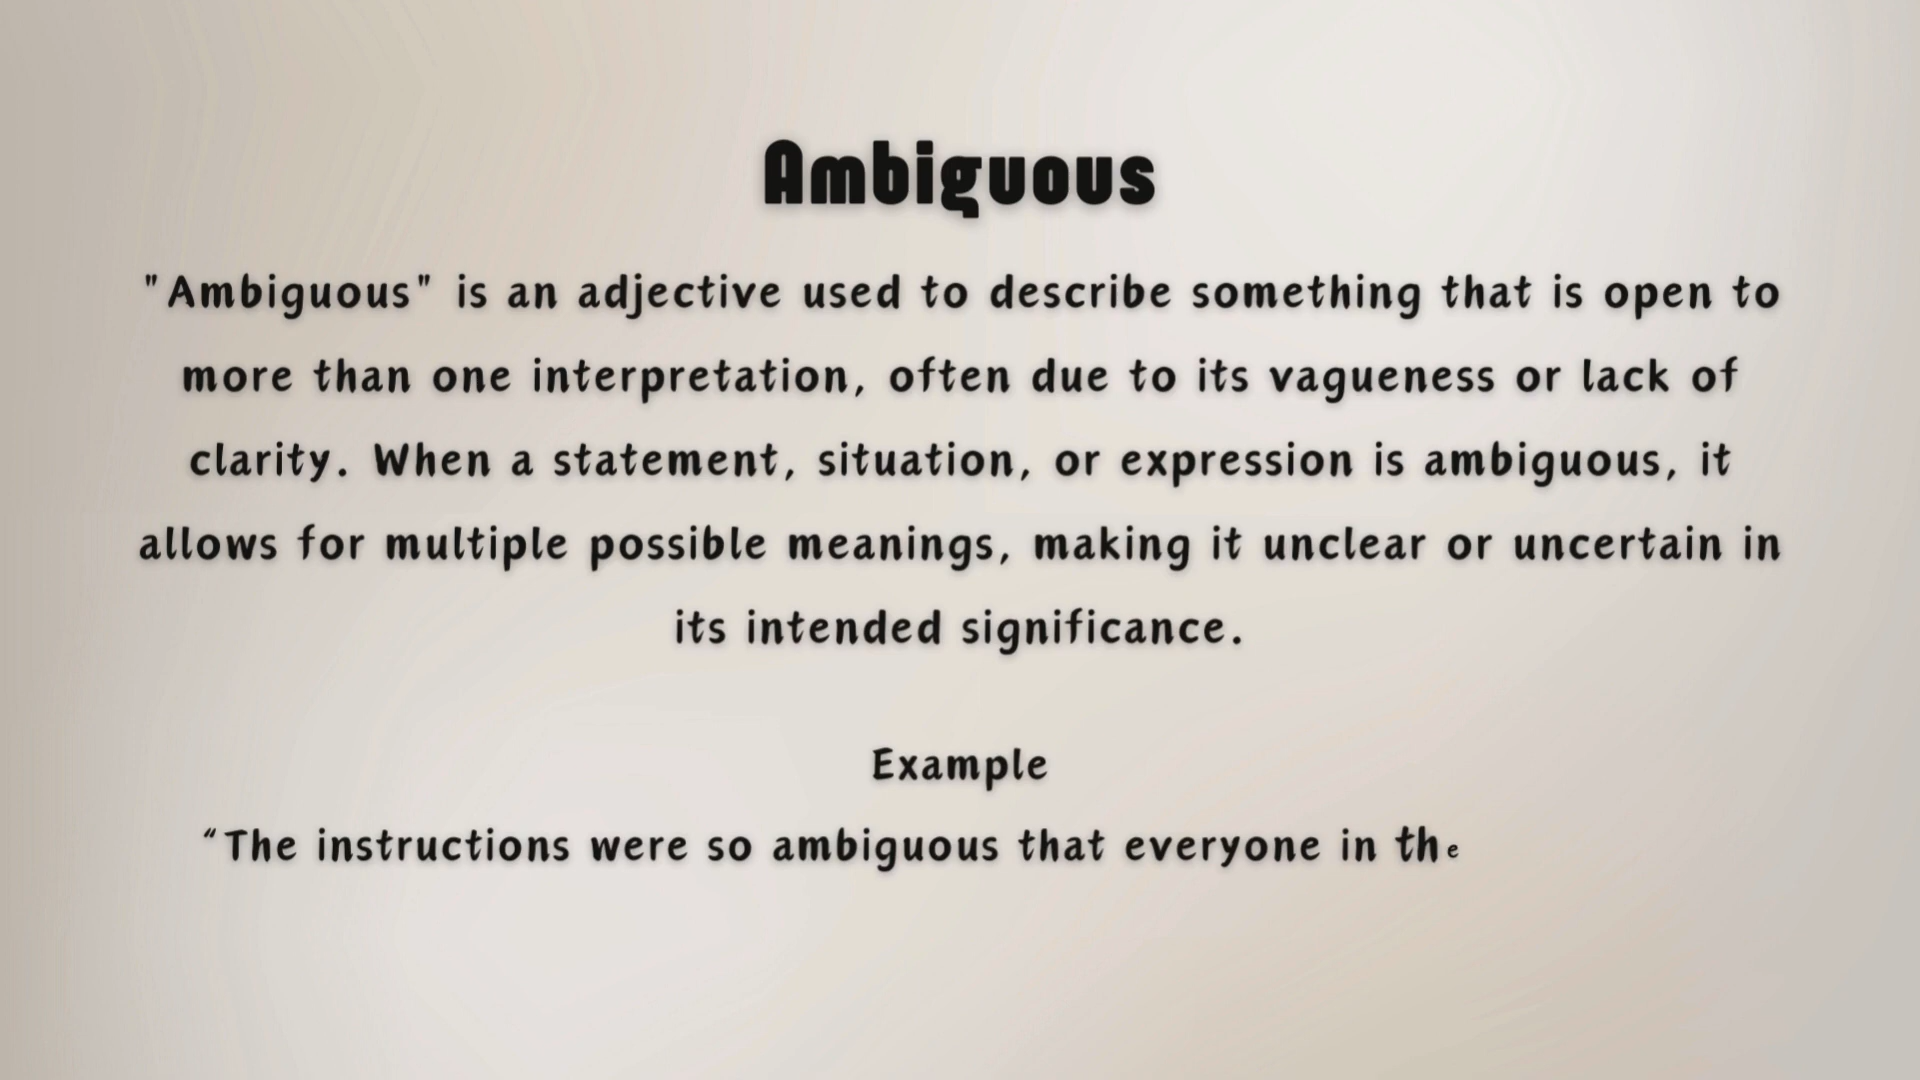 Ambiguous
"Ambiguous" is an adjective used to describe something that is open to
more than one interpretation, often due to its vagueness or lack of
clarity. When a statement, situation, or expression is ambiguous, it
allows for multiple possible meanings, making it unclear or uncertain in
its intended significance.
Example
“The instructions were so ambiguous that everyone in the